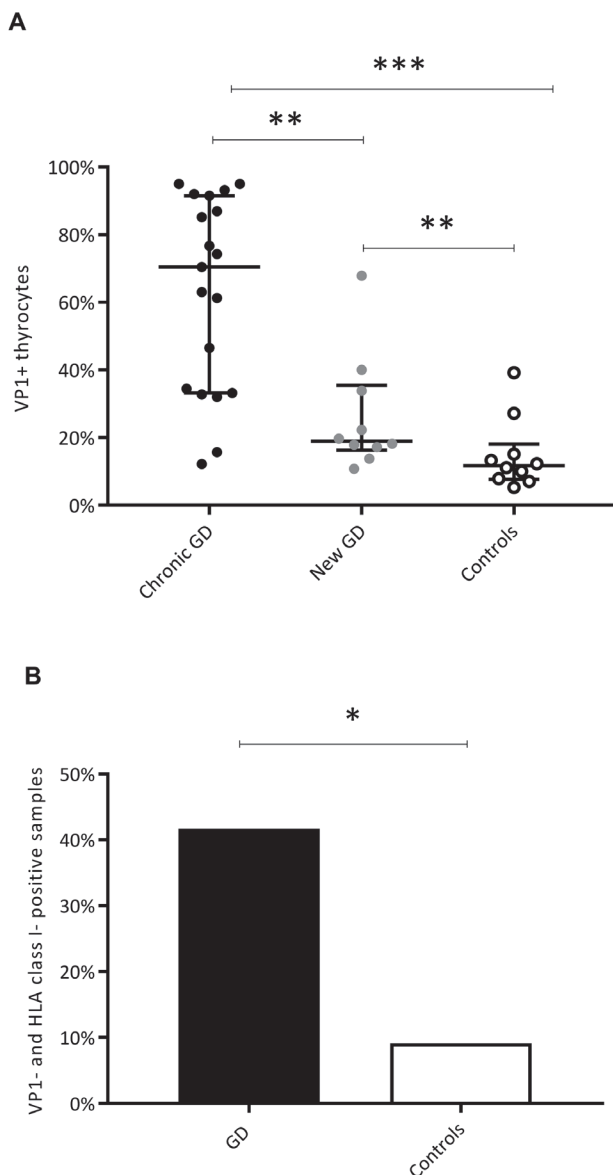 A
***
**
**
100%
80%
60%
40%
20%
0%
VP1+ thyrocytes
Chronic GD
New GD
Controls
B
*
50%
40%
30%
20%
10%
0%
VP1- and HLA class I- positive samples
GD
Controls